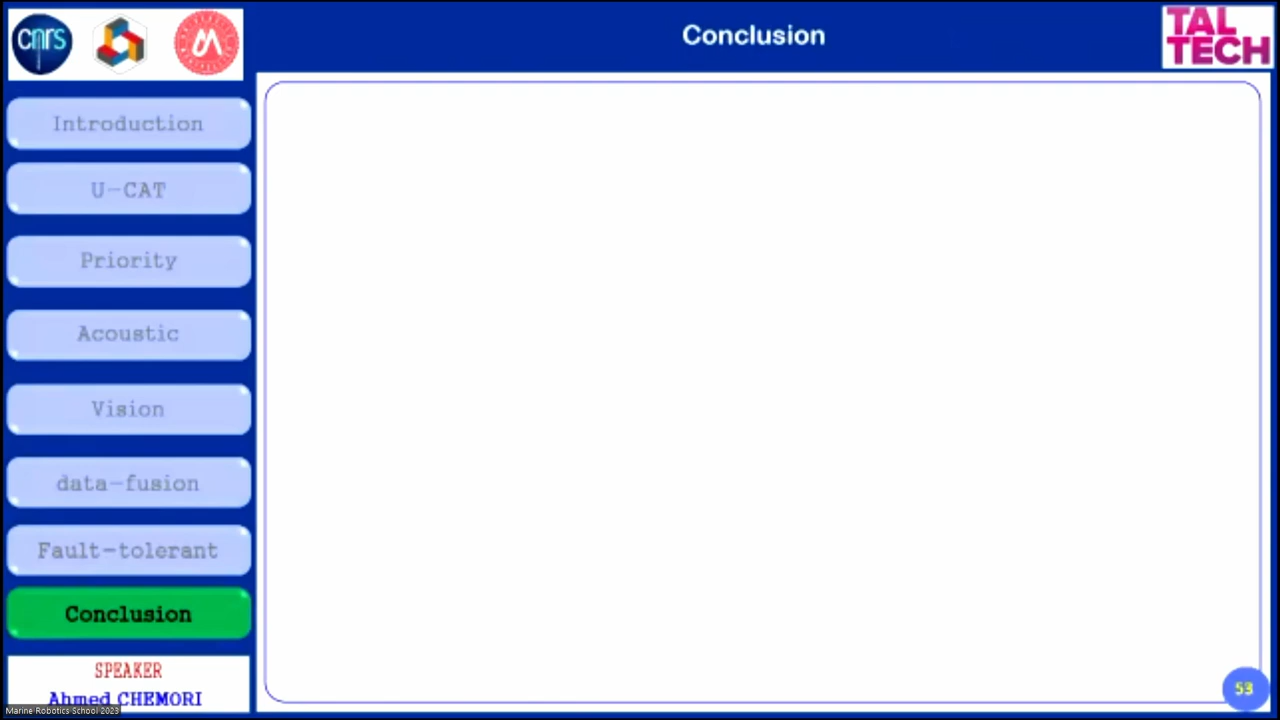 cnrs
Conclusion
TAL
TECH
Introduction
U-CAT
Priority
Acoustic
Vision
data-fusion
Fault-tolerant
Conclusion
SPEAKER
Ahmed CHEMORI
Marine Robotics School 2023
53